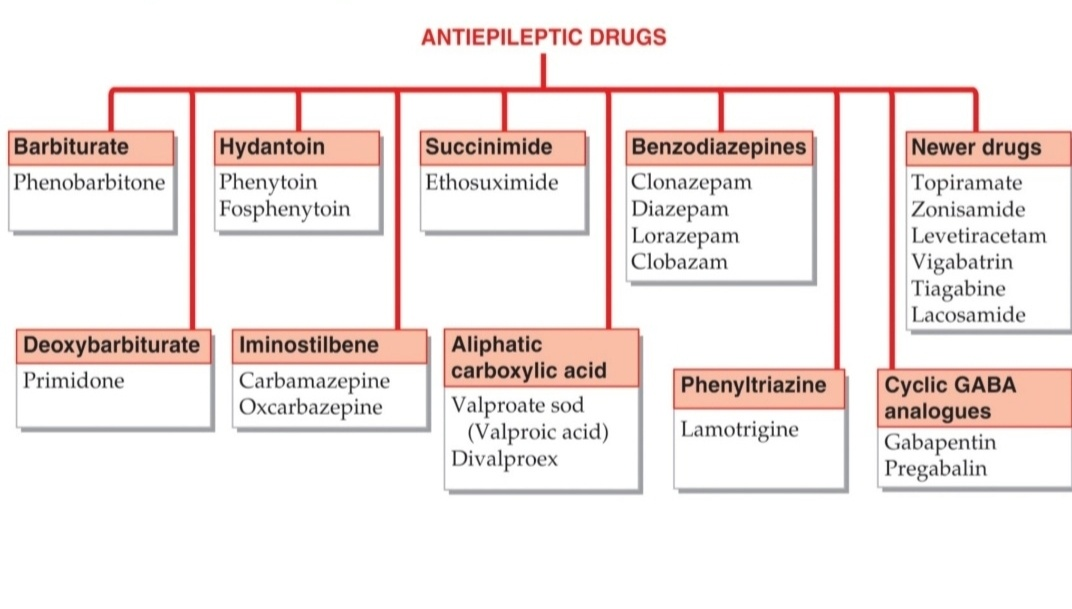 ANTIEPILEPTIC DRUGS
Barbiturate
Phenobarbitone
Hydantoin
Phenytoin
Fosphenytoin
Succinimide
Ethosuximide
Benzodiazepines
Clonazepam
Diazepam
Lorazepam
Clobazam
Newer drugs
Topiramate
Zonisamide
Levetiracetam
Vigabatrin
Tiagabine
Lacosamide
Deoxybarbiturate
Primidone
Iminostilbene
Carbamazepine
Oxcarbazepine
Aliphatic
carboxylic acid
Valproate sod
(Valproic acid)
Divalproex
Phenyltriazine
Lamotrigine
Cyclic GABA
analogues
Gabapentin
Pregabalin